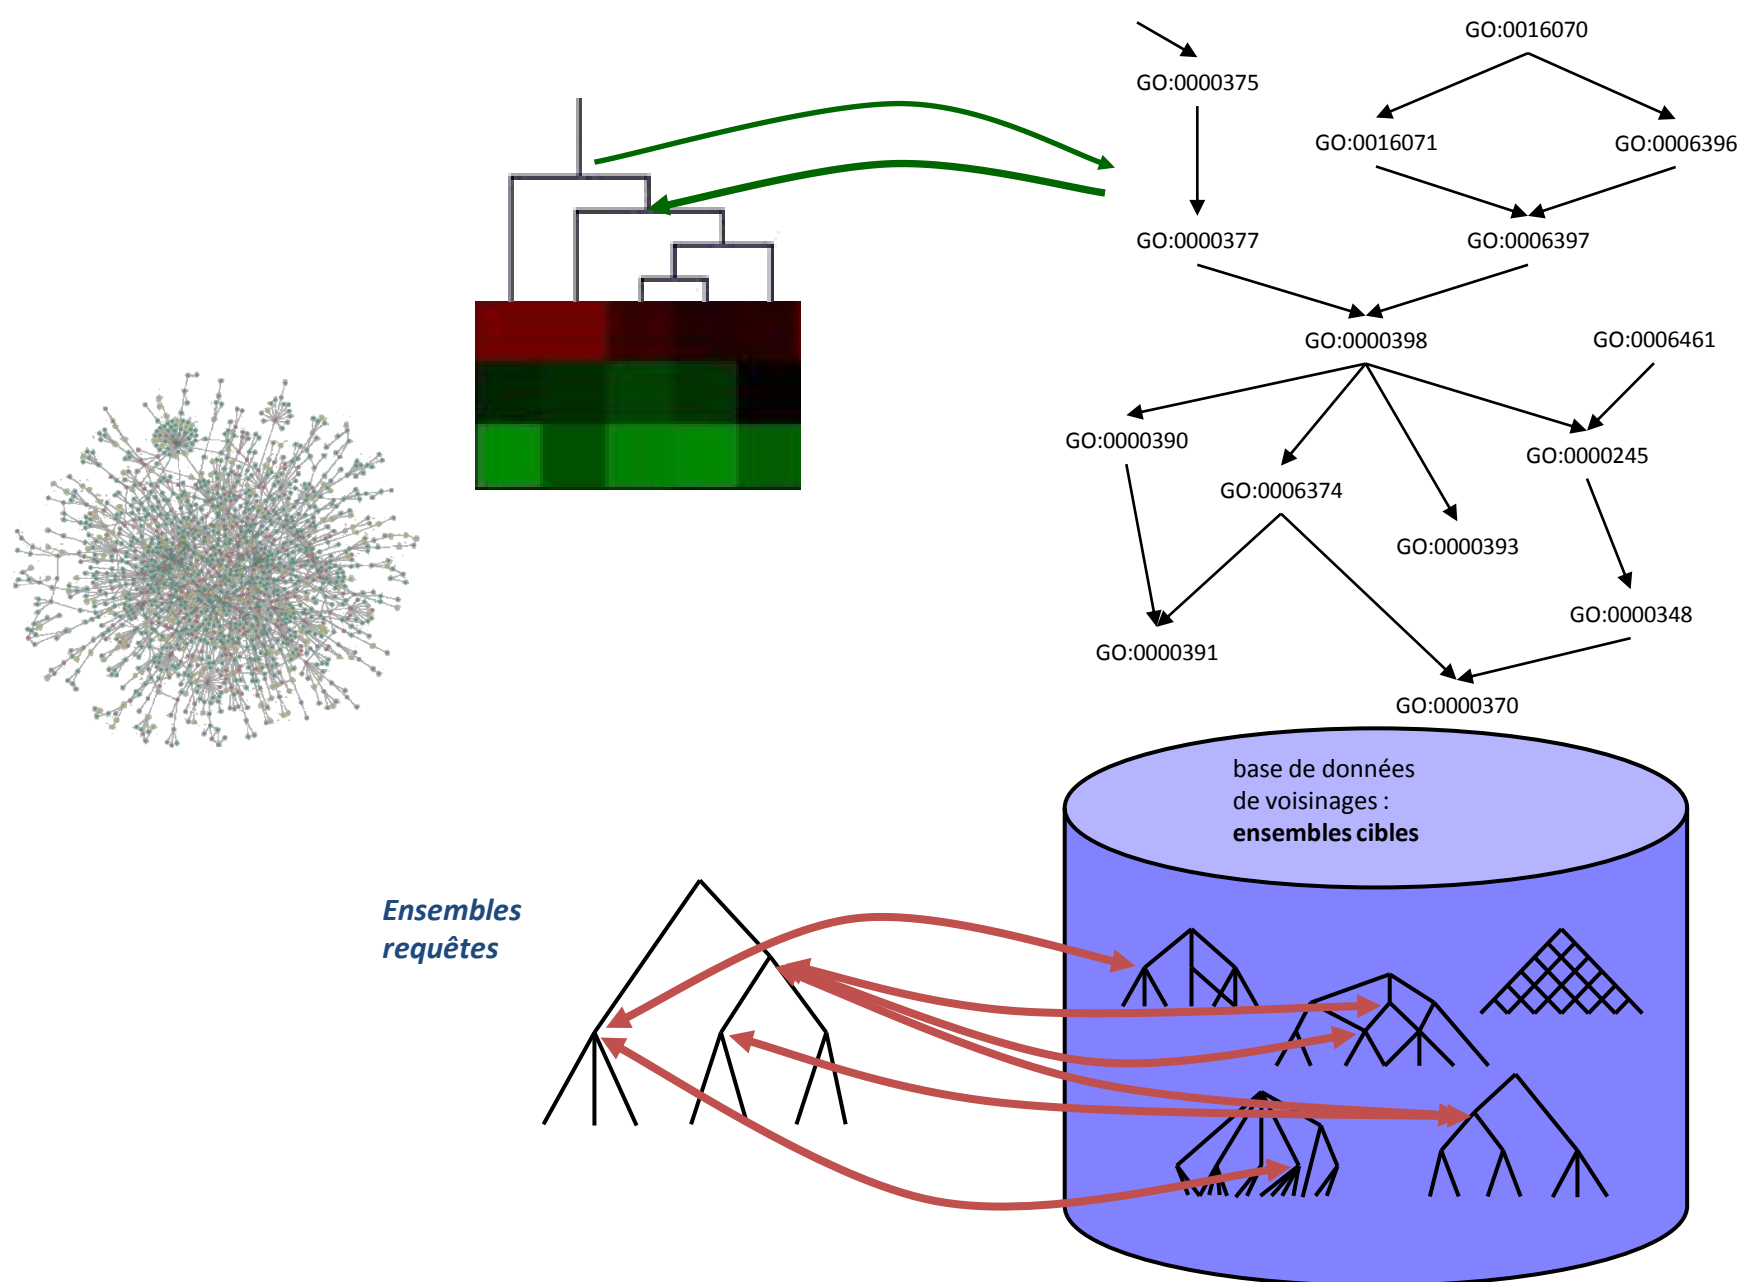 GO:0016070
GO:0000375
GO:0016071
GO:0006396
GO:0000377
GO:0006397
GO:0000398
GO:0006461
GO:0000390
GO:0000245
GO:0006374
GO:0000393
GO:0000348
GO:0000391
GO:0000370
base de données
de voisinages :
ensembles cibles
Ensembles
requêtes